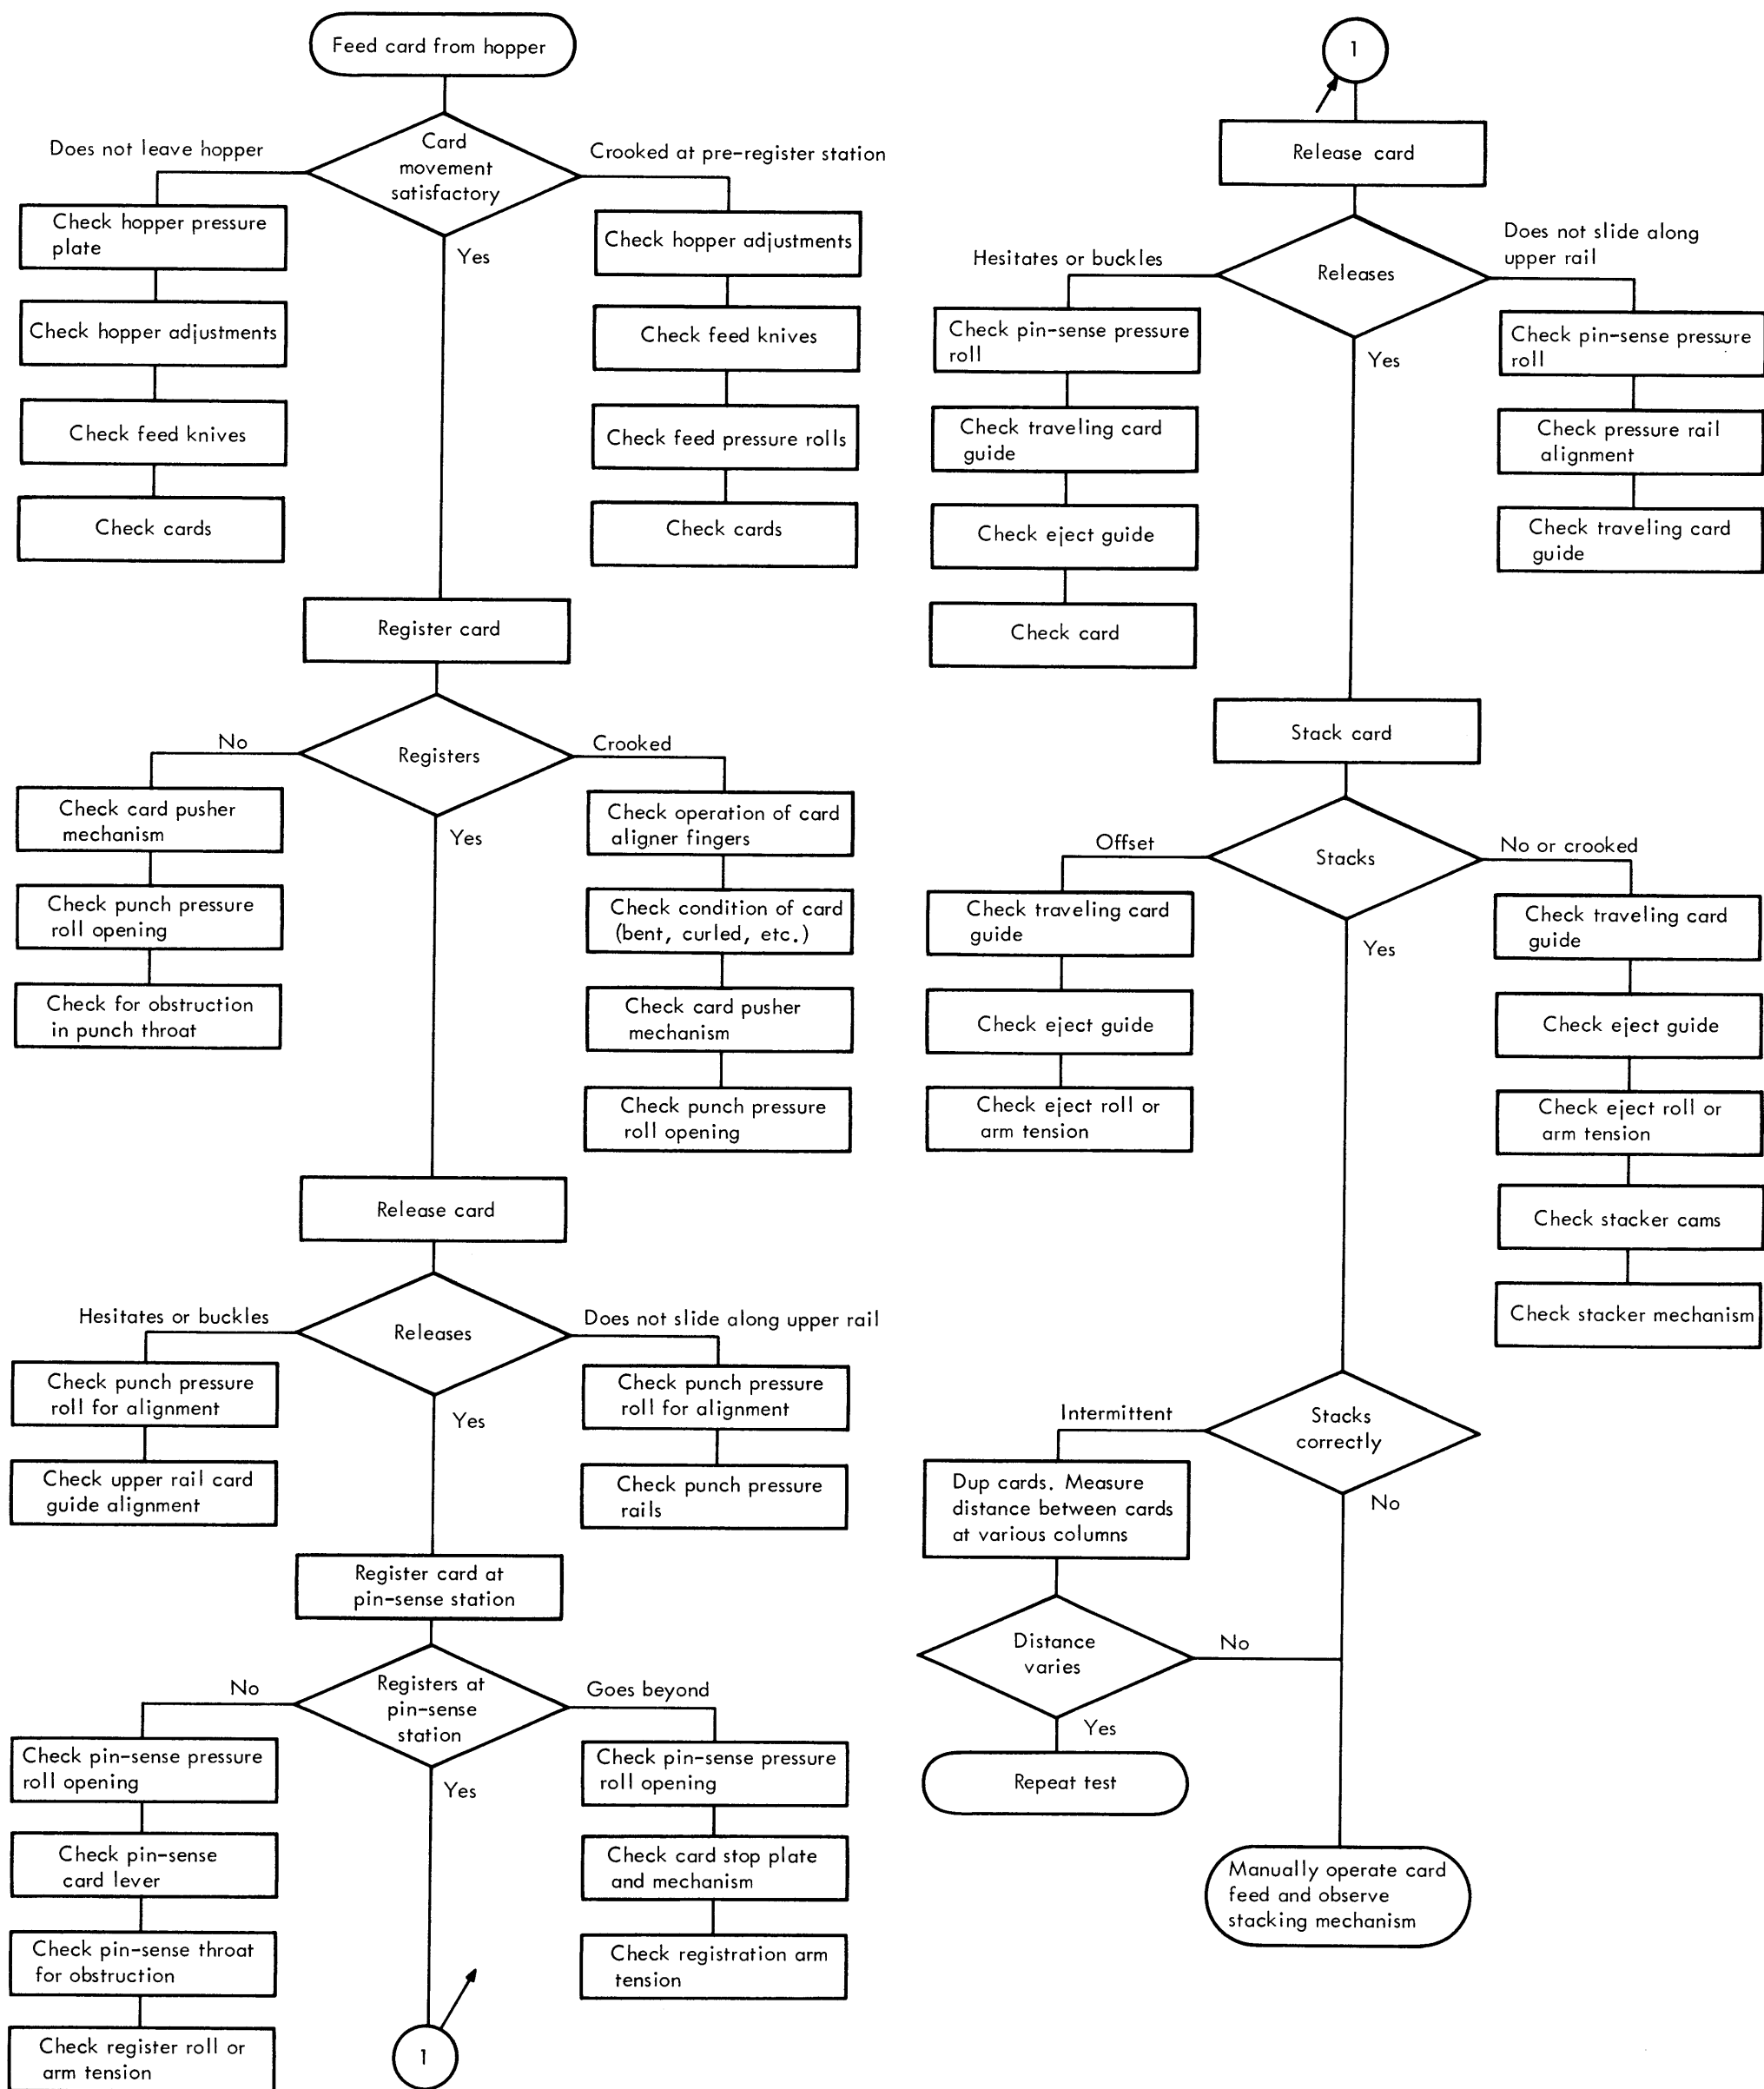 Feed card from hopper
Card
movement
satisfactory
Does not leave hopper
Crooked at pre-register station
Yes
Check hopper pressure
plate
Check hopper adjustments
Check feed knives
Check cards
Check hopper adjustments
Check feed knives
Check feed pressure rolls
Check cards
Register card
Registers
No
Crooked
Yes
Check card pusher
mechanism
Check punch pressure
roll opening
Check for obstruction
in punch throat
Check operation of card
aligner fingers
Check condition of card
(bent, curled, etc.)
Check card pusher
mechanism
Check punch pressure
roll opening
Release card
Releases
Hesitates or buckles
Does not slide along upper rail
Yes
Check punch pressure
roll for alignment
Check upper rail card
guide alignment
Check punch pressure
roll for alignment
Check punch pressure
rails
Register card at
pin-sense station
Registers at
pin-sense
station
No
Goes beyond
Yes
Check pin-sense pressure
roll opening
Check pin-sense
card lever
Check pin-sense throat
for obstruction
Check register roll or
arm tension
Check pin-sense pressure
roll opening
Check card stop plate
and mechanism
Check registration arm
tension
1
1
Release card
Releases
Hesitates or buckles
Does not slide along
upper rail
Yes
Check pin-sense pressure
roll
Check traveling card
guide
Check eject guide
Check card
Check pin-sense pressure
roll
Check pressure rail
alignment
Check traveling card
guide
Stack card
Stacks
Offset
No or crooked
Yes
Check traveling card
guide
Check eject guide
Check eject roll or
arm tension
Check traveling card
guide
Check eject guide
Check eject roll or
arm tension
Check stacker cams
Check stacker mechanism
Stacks
correctly
Intermittent
No
Dup cards. Measure
distance between cards
at various columns
Distance
varies
No
Yes
Repeat test
Manually operate card
feed and observe
stacking mechanism